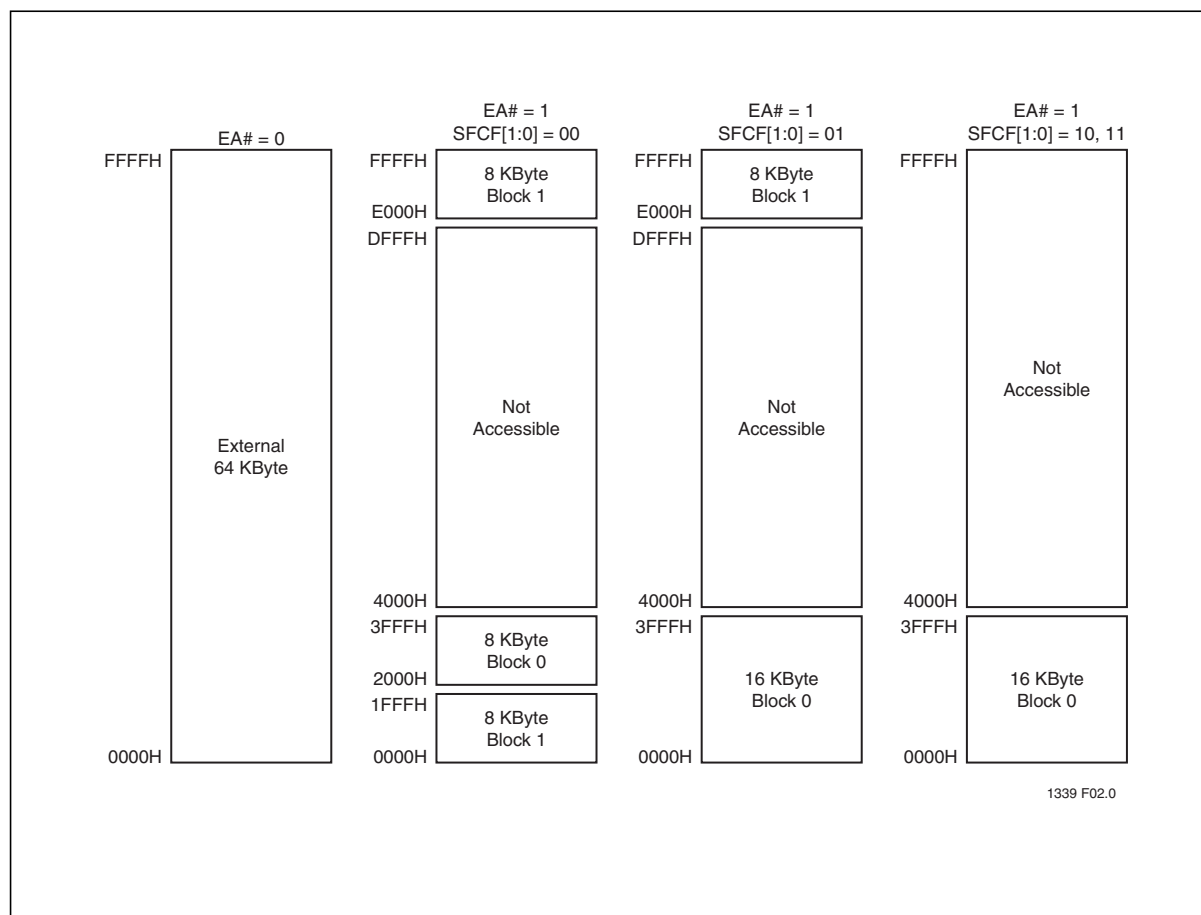 EA# = 0
FFFFH
External
64 KByte
0000H
EA# = 1
SFCF[1:0] = 00
FFFFH
8 KByte
Block 1
E000H
DFFFH
Not
Accessible
4000H
3FFFH
8 KByte
Block 0
2000H
1FFFH
8 KByte
Block 1
0000H
EA# = 1
SFCF[1:0] = 01
FFFFH
8 KByte
Block 1
E000H
DFFFH
Not
Accessible
4000H
3FFFH
16 KByte
Block 0
0000H
EA# = 1
SFCF[1:0] = 10, 11
FFFFH
Not
Accessible
4000H
3FFFH
16 KByte
Block 0
0000H
1339 F02.0